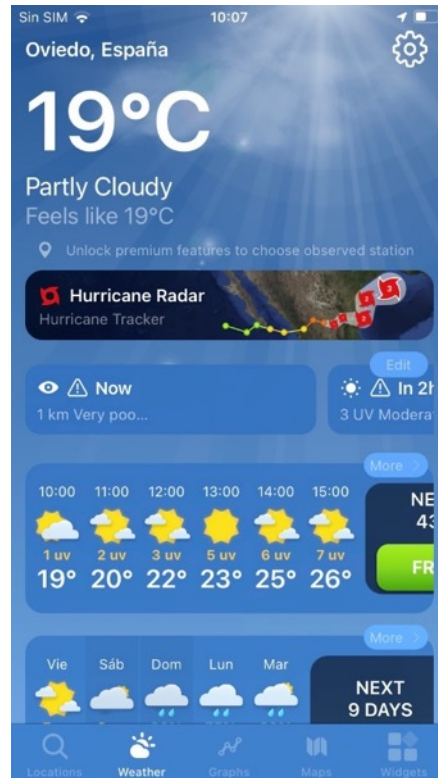 Sin SIM 10:07
Oviedo, España
19°C
Partly Cloudy
Feels like 19°C
Unlock premium features to choose observed station
Hurricane Radar
Hurricane Tracker
Edit
Now In 2h
1 km Very poo... 3 UV Modera
More >
10:00 11:00 12:00 13:00 14:00 15:00 NE
1 uv 2 uv 3 uv 5 uv 6 uv 7 uv 43
19° 20° 22° 23° 25° 26° FR
More >
Vie Sáb Dom Lun Mar
NEXT
9 DAYS
Locations Weather Graphs Maps Widgets